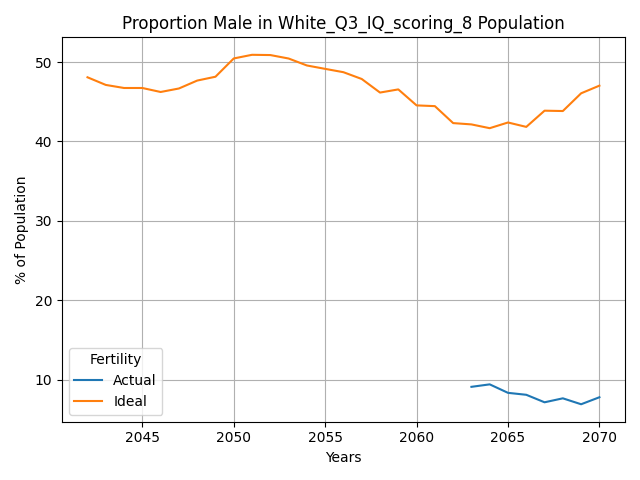 Proportion Male in White_Q3_IQ_scoring_8 Population
% of Population
50
40
30
20
10
Fertility
Actual
Ideal
2045 2050 2055 2060 2065 2070
Years